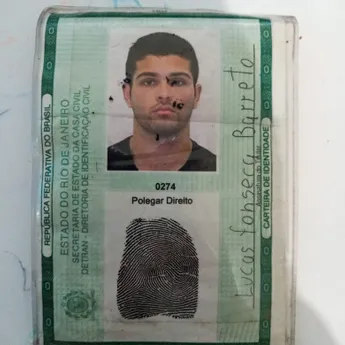 REPÚBLICA FEDERATIVA DO BRASIL
ESTADO DO RIO DE JANEIRO
SECRETARIA DE ESTADO DA CASA CIVIL
DETRAN - DIRETORIA DE IDENTIFICAÇÃO CIVIL
0274
Polegar Direito
Lucas Fonseca Barreto
Assinatura do Titular
CARTEIRA DE IDENTIDADE